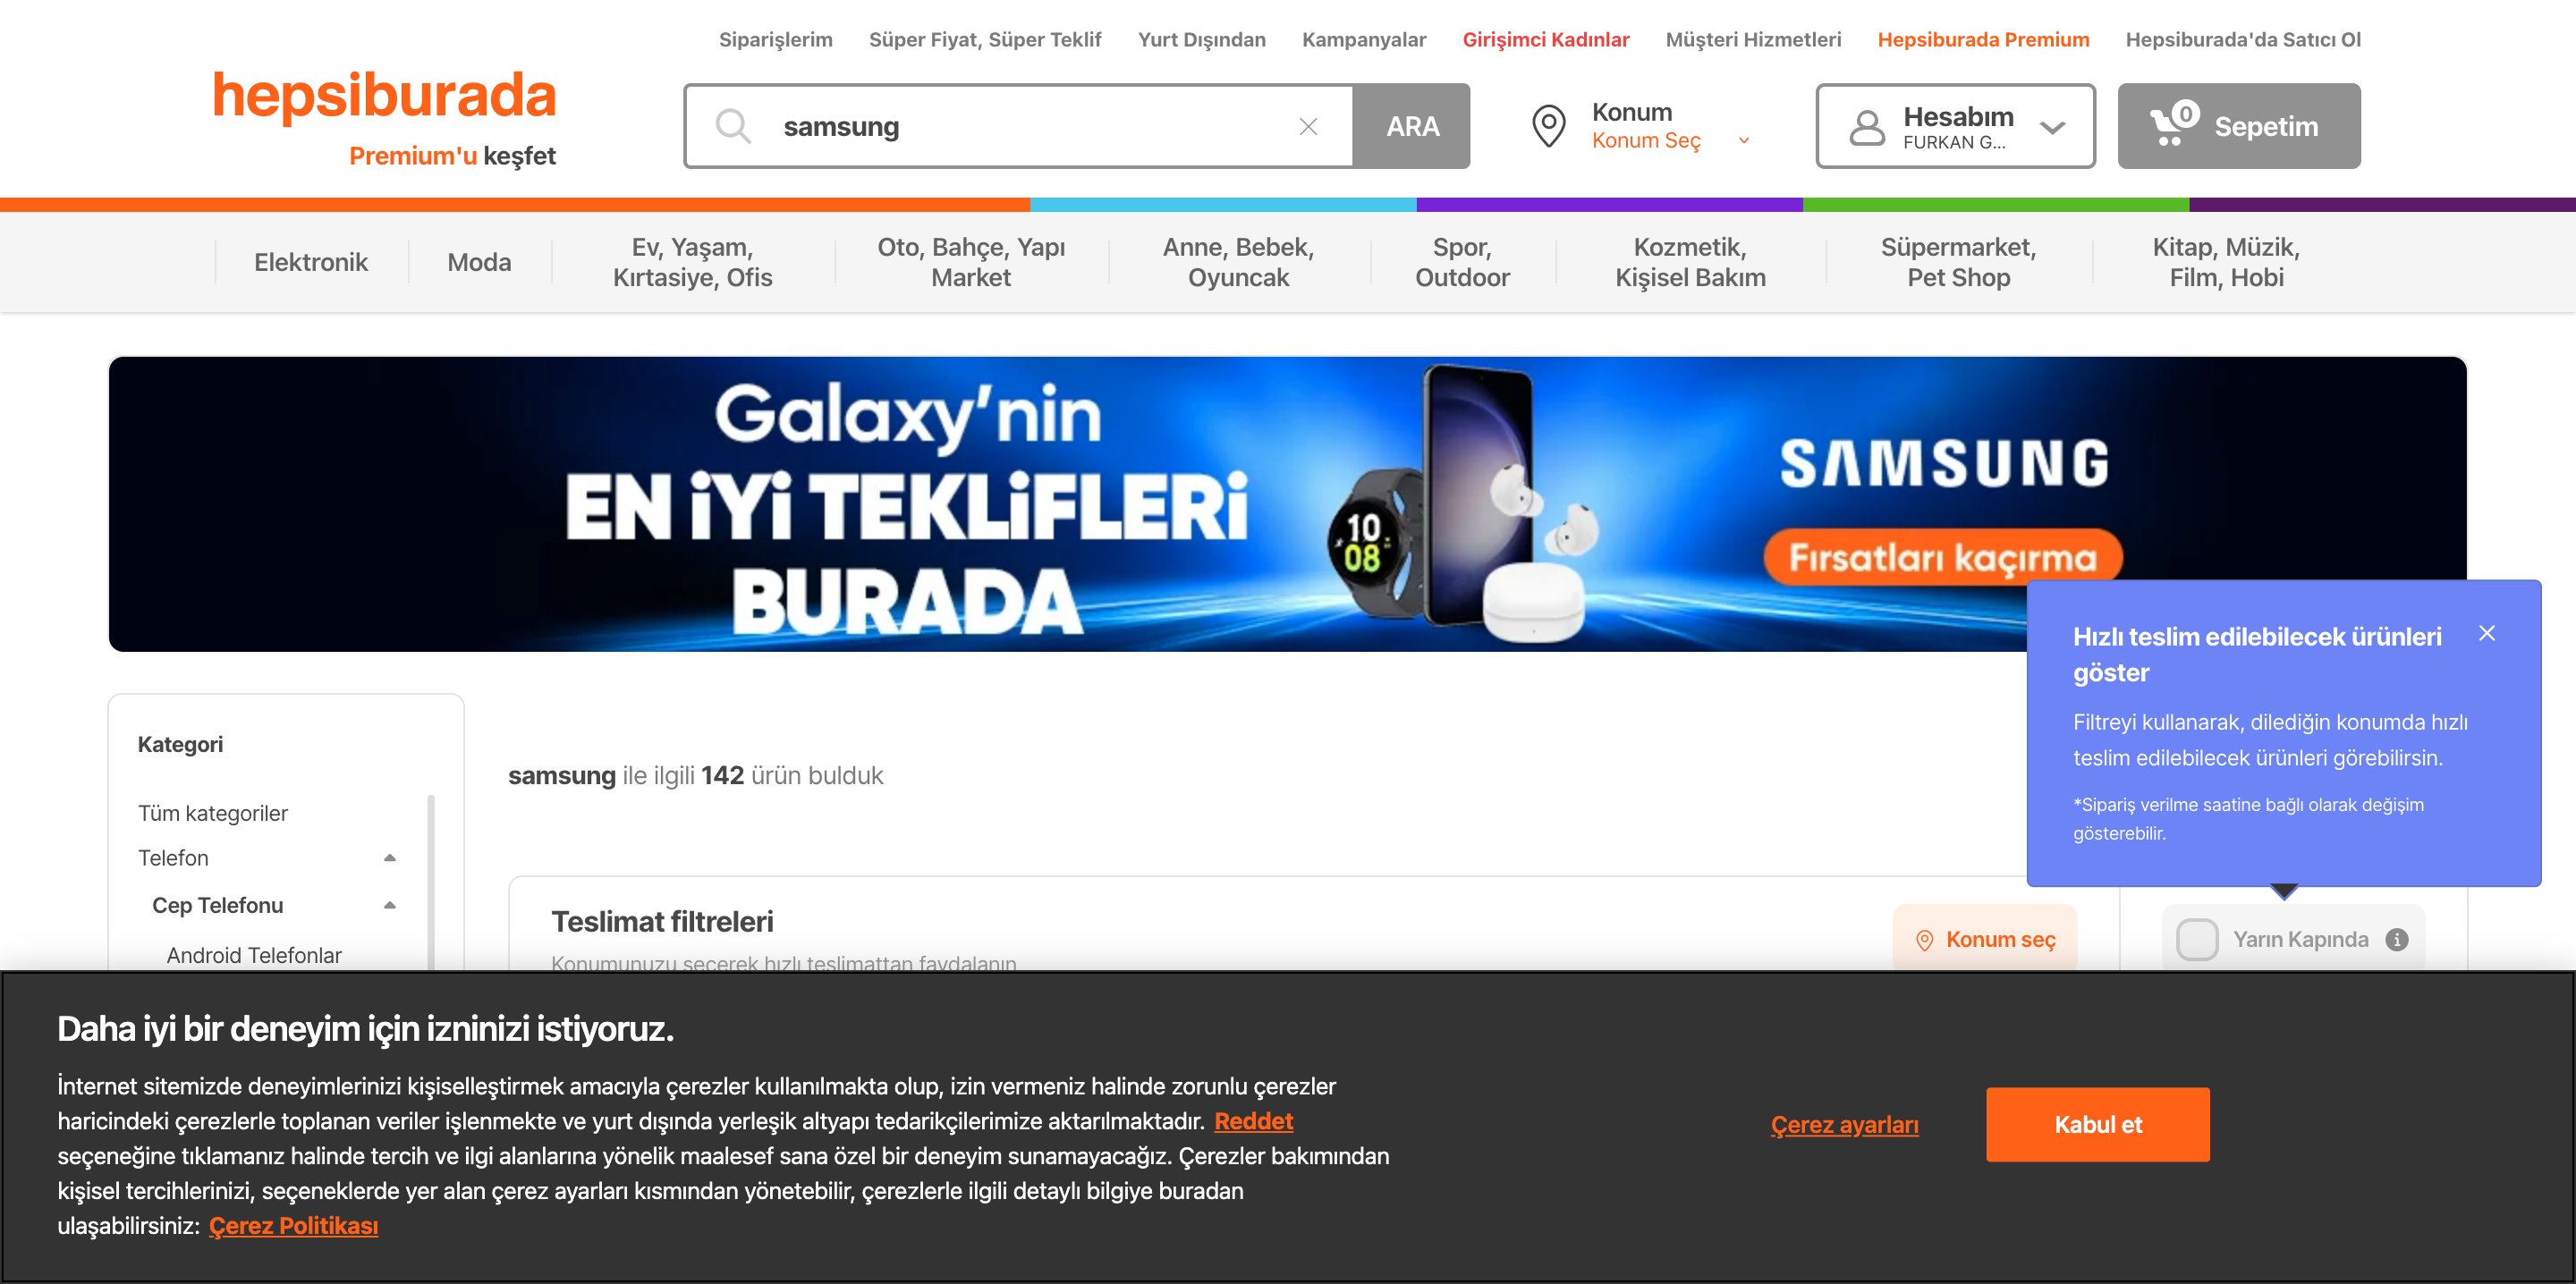 Siparişlerim
Süper Fiyat, Süper Teklif
Yurt Dışından
Kampanyalar
Girişimci Kadınlar
Müşteri Hizmetleri
Hepsiburada Premium
Hepsiburada'da Satıcı Ol
hepsiburada
Premium'u keşfet
samsung
ARA
Konum
Konum Seç
Hesabım
FURKAN G...
0
Sepetim
Elektronik
Moda
Ev, Yaşam,
Kırtasiye, Ofis
Oto, Bahçe, Yapı
Market
Anne, Bebek,
Oyuncak
Spor,
Outdoor
Kozmetik,
Kişisel Bakım
Süpermarket,
Pet Shop
Kitap, Müzik,
Film, Hobi
Galaxy'nin
EN İYİ TEKLİFLERİ
BURADA
10
08
SAMSUNG
Fırsatları kaçırma
Hızlı teslim edilebilecek ürünleri
göster
Filtreyi kullanarak, dilediğin konumda hızlı
teslim edilebilecek ürünleri görebilirsin.
*Sipariş verilme saatine bağlı olarak değişim
gösterebilir.
Kategori
Tüm kategoriler
Telefon
Cep Telefonu
Android Telefonlar
samsung ile ilgili 142 ürün bulduk
Teslimat filtreleri
Konumunuzu seçerek hızlı teslimattan faydalanın
Konum seç
Yarın Kapında
Daha iyi bir deneyim için izninizi istiyoruz.
İnternet sitemizde deneyimlerinizi kişiselleştirmek amacıyla çerezler kullanılmakta olup, izin vermeniz halinde zorunlu çerezler
haricindeki çerezlerle toplanan veriler işlenmekte ve yurt dışında yerleşik altyapı tedarikçilerimize aktarılmaktadır. Reddet
seçeneğine tıklamanız halinde tercih ve ilgi alanlarına yönelik maalesef sana özel bir deneyim sunamayacağız. Çerezler bakımından
kişisel tercihlerinizi, seçeneklerde yer alan çerez ayarları kısmından yönetebilir, çerezlerle ilgili detaylı bilgiye buradan
ulaşabilirsiniz: Çerez Politikası
Çerez ayarları
Kabul et